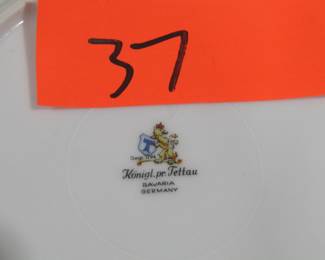 37
T
Königl. pr. Tettau
BAVARIA
GERMANY